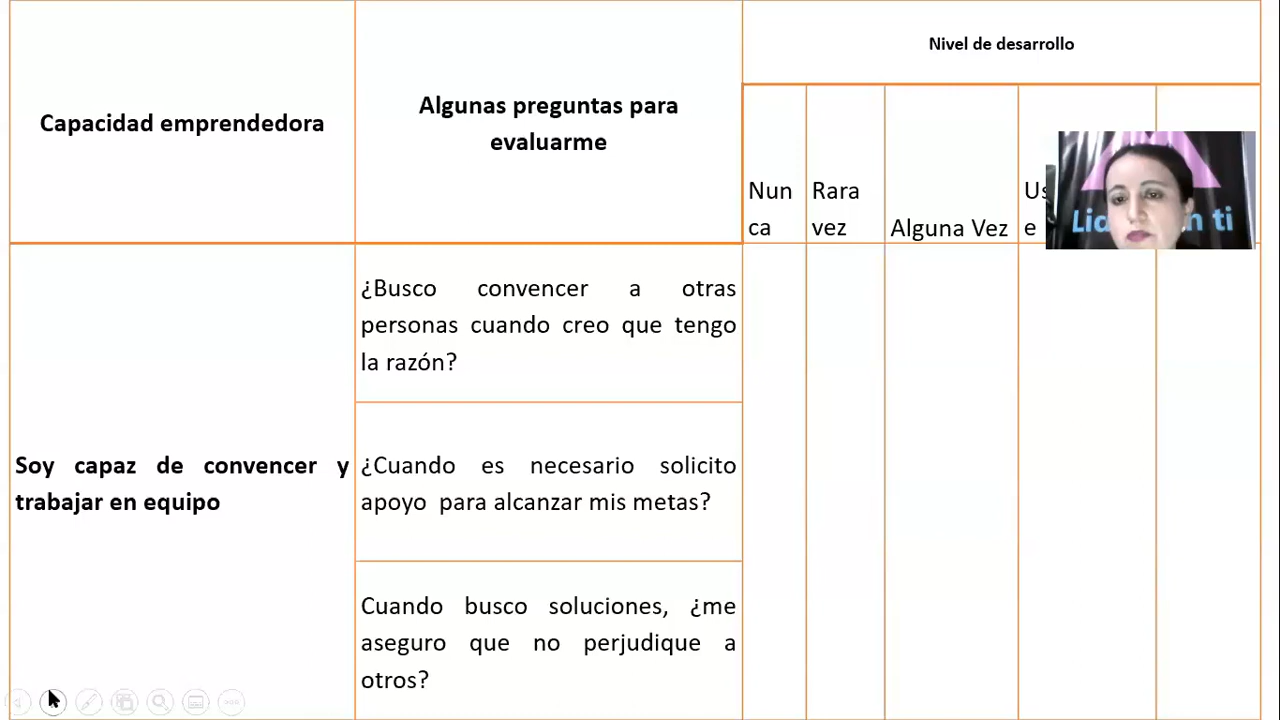 Nivel de desarrollo
Capacidad emprendedora
Algunas preguntas para
evaluarme
Nun
ca
Rara
vez
Alguna Vez
¿Busco convencer a otras
personas cuando creo que tengo
la razón?
Soy capaz de convencer y
trabajar en equipo
¿Cuando es necesario solicito
apoyo para alcanzar mis metas?
Cuando busco soluciones, ¿me
aseguro que no perjudique a
otros?